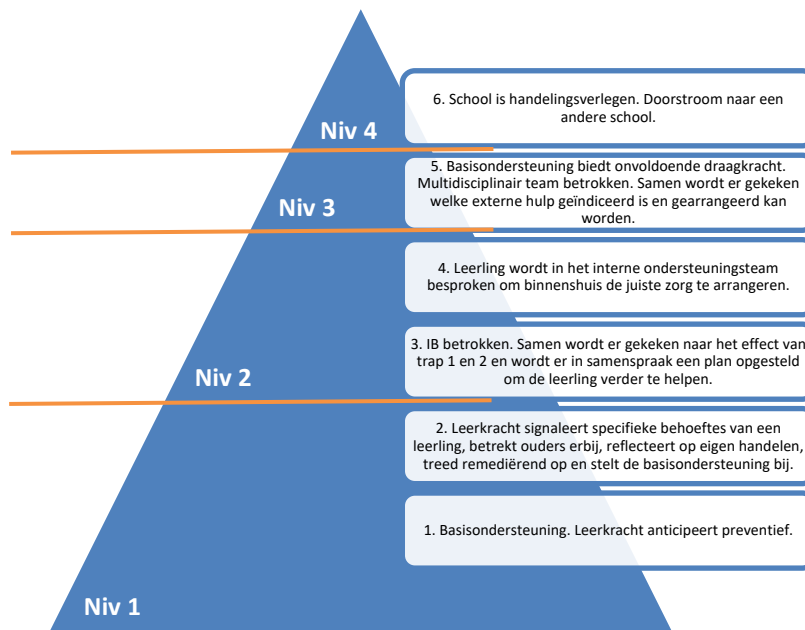 6. School is handelingsverlegen. Doorstroom naar een
andere school.
Niv 4
5. Basisondersteuning biedt onvoldoende draagkracht.
Multidisciplinair team betrokken. Samen wordt er gekeken
welke externe hulp geïndiceerd is en gearrangeerd kan
worden.
Niv 3
4. Leerling wordt in het interne ondersteuningsteam
besproken om binnenshuis de juiste zorg te arrangeren.
3. IB betrokken. Samen wordt er gekeken naar het effect van
trap 1 en 2 en wordt er in samenspraak een plan opgesteld
om de leerling verder te helpen.
Niv 2
2. Leerkracht signaleert specifieke behoeftes van een
leerling, betrekt ouders erbij, reflecteert op eigen handelen,
treed remediërend op en stelt de basisondersteuning bij.
1. Basisondersteuning. Leerkracht anticipeert preventief.
Niv 1